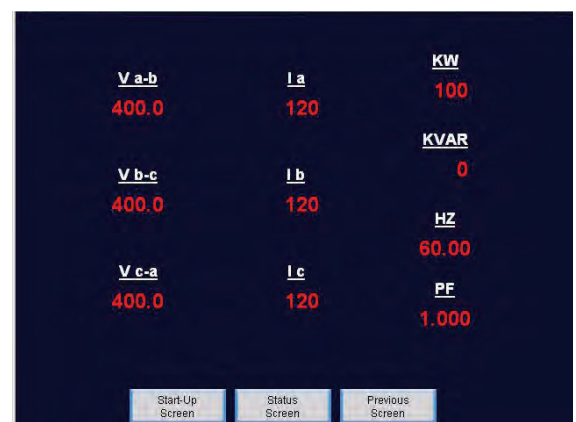 V a-b
400.0
I a
120
KW
100
V b-c
400.0
I b
120
KVAR
0
HZ
60.00
V c-a
400.0
I c
120
PF
1.000
Start-Up
Screen
Status
Screen
Previous
Screen